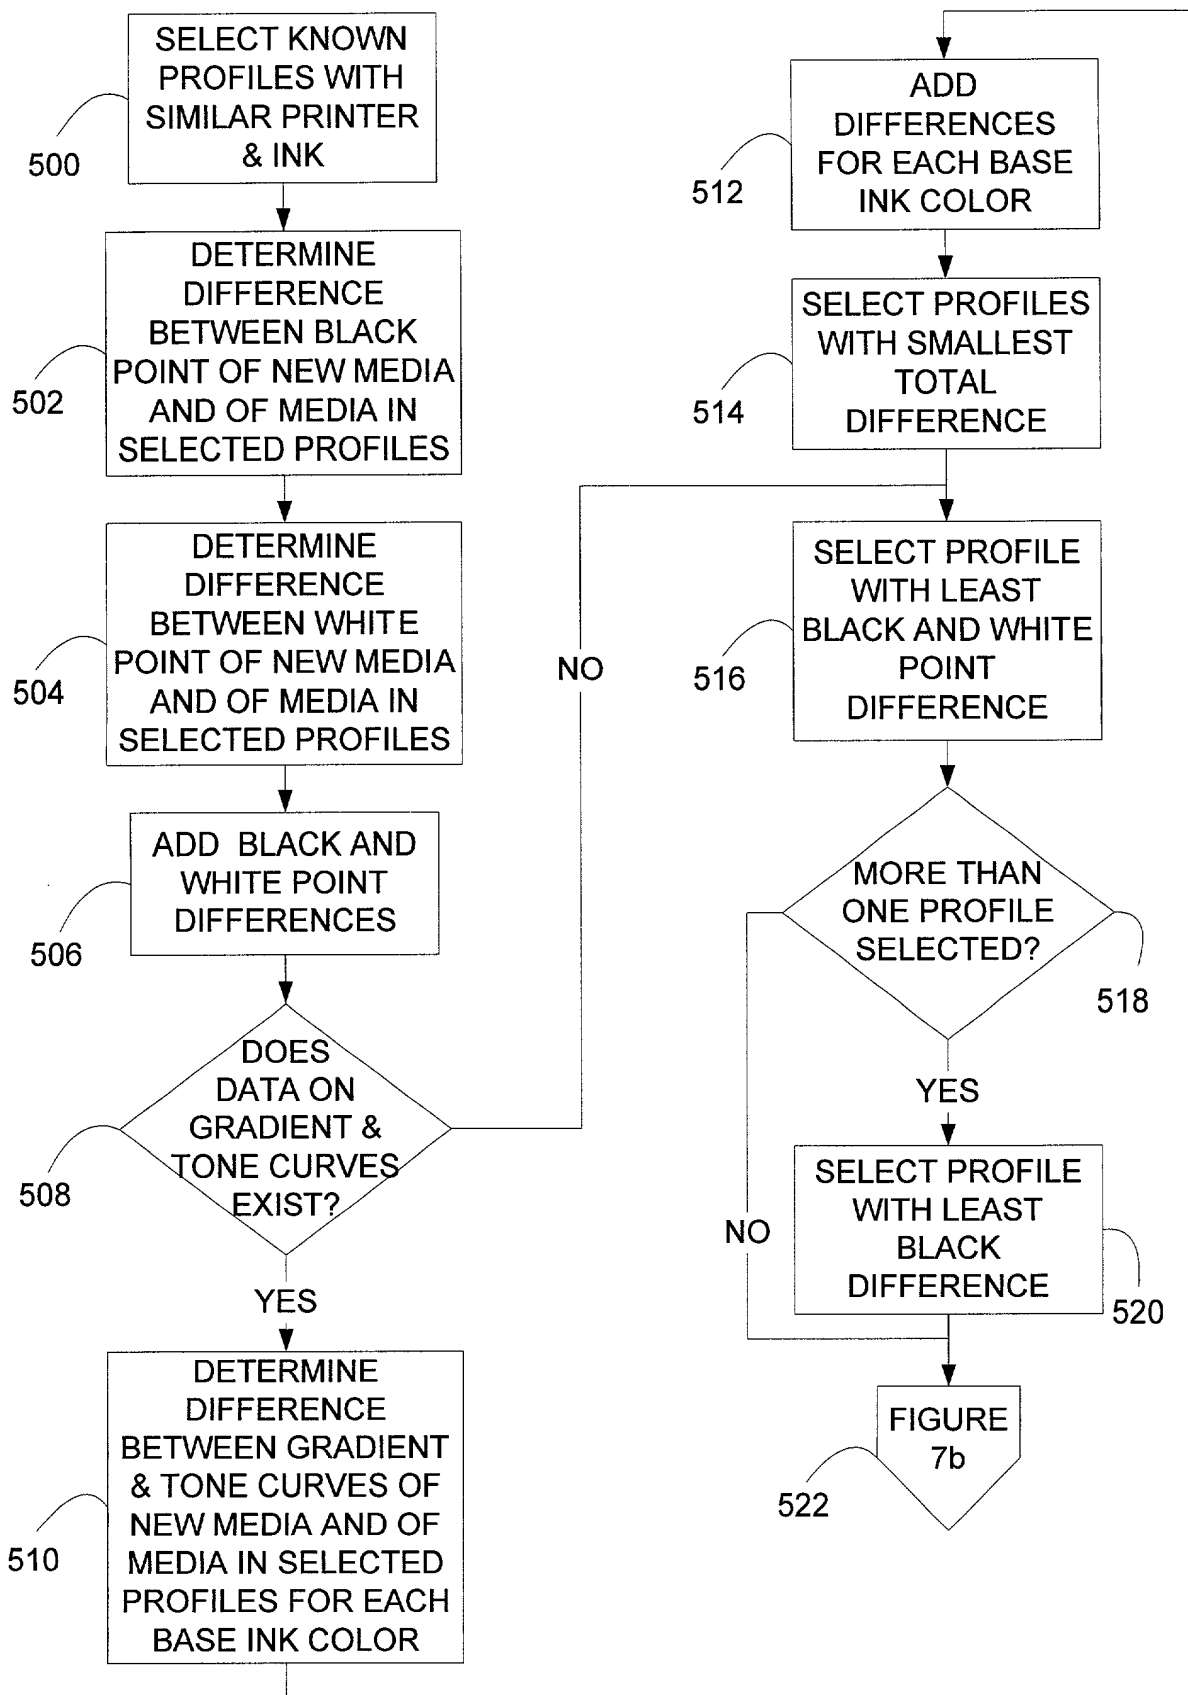 SELECT KNOWN
PROFILES WITH
SIMILAR PRINTER
& INK
500
DETERMINE
DIFFERENCE
BETWEEN BLACK
POINT OF NEW MEDIA
AND OF MEDIA IN
SELECTED PROFILES
502
DETERMINE
DIFFERENCE
BETWEEN WHITE
POINT OF NEW MEDIA
AND OF MEDIA IN
SELECTED PROFILES
504
ADD BLACK AND
WHITE POINT
DIFFERENCES
506
DOES
DATA ON
GRADIENT &
TONE CURVES
EXIST?
508
NO
YES
DETERMINE
DIFFERENCE
BETWEEN GRADIENT
& TONE CURVES OF
NEW MEDIA AND OF
MEDIA IN SELECTED
PROFILES FOR EACH
BASE INK COLOR
510
ADD
DIFFERENCES
FOR EACH BASE
INK COLOR
512
SELECT PROFILES
WITH SMALLEST
TOTAL
DIFFERENCE
514
SELECT PROFILE
WITH LEAST
BLACK AND WHITE
POINT
DIFFERENCE
516
MORE THAN
ONE PROFILE
SELECTED?
518
YES
NO
SELECT PROFILE
WITH LEAST
BLACK
DIFFERENCE
520
FIGURE
7b
522